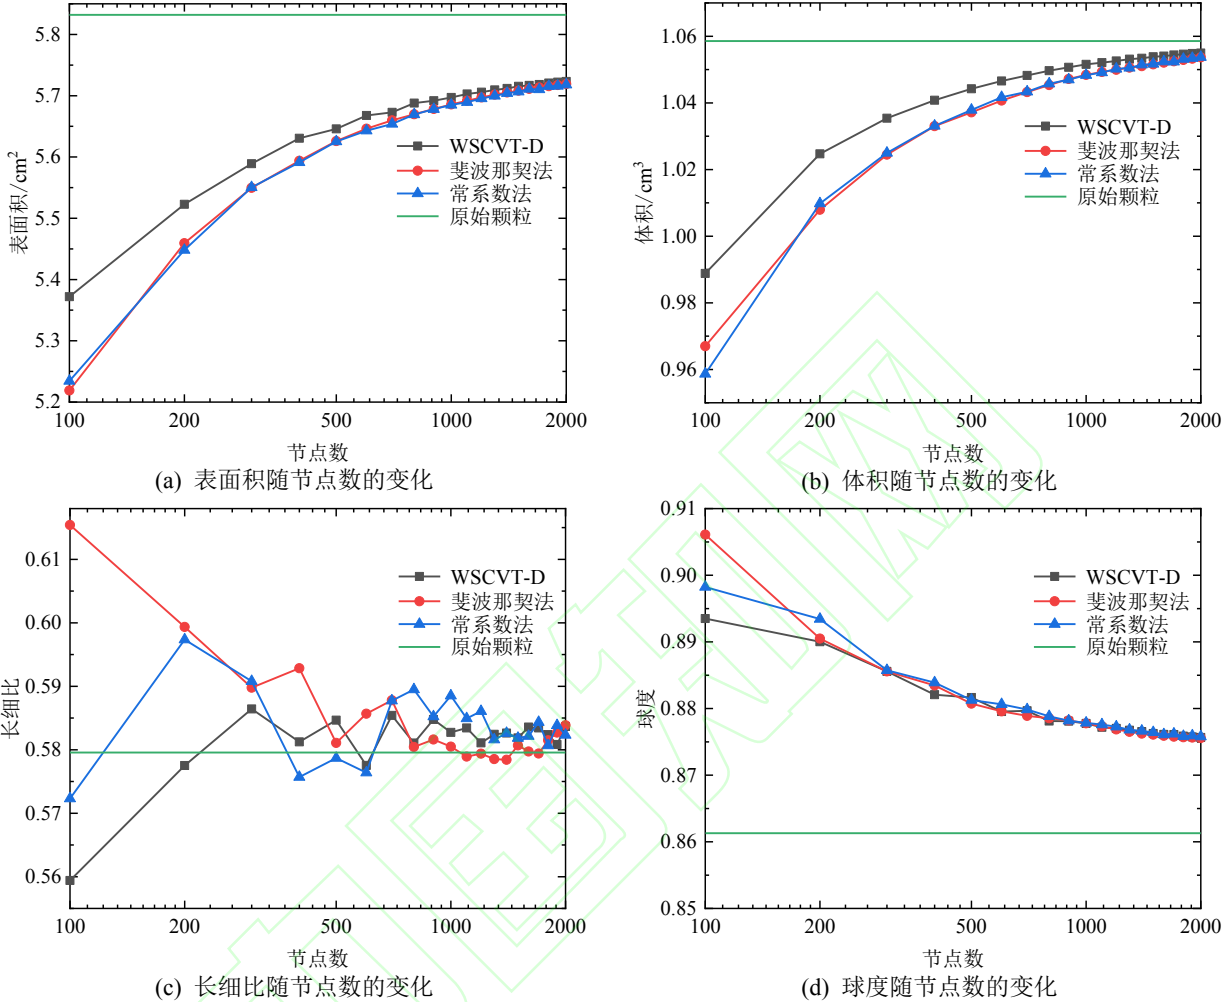 5.8
5.7
5.6
5.5
5.4
5.3
5.2
表面积/cm²
WSCVT-D
斐波那契法
常系数法
原始颗粒
100 200 500 1000 2000
节点数
(a) 表面积随节点数的变化
1.06
1.04
1.02
1.00
0.98
0.96
体积/cm³
WSCVT-D
斐波那契法
常系数法
原始颗粒
100 200 500 1000 2000
节点数
(b) 体积随节点数的变化
0.61
0.60
0.59
0.58
0.57
0.56
长细比
WSCVT-D
斐波那契法
常系数法
原始颗粒
100 200 500 1000 2000
节点数
(c) 长细比随节点数的变化
0.91
0.90
0.89
0.88
0.87
0.86
0.85
球度
WSCVT-D
斐波那契法
常系数法
原始颗粒
100 200 500 1000 2000
节点数
(d) 球度随节点数的变化